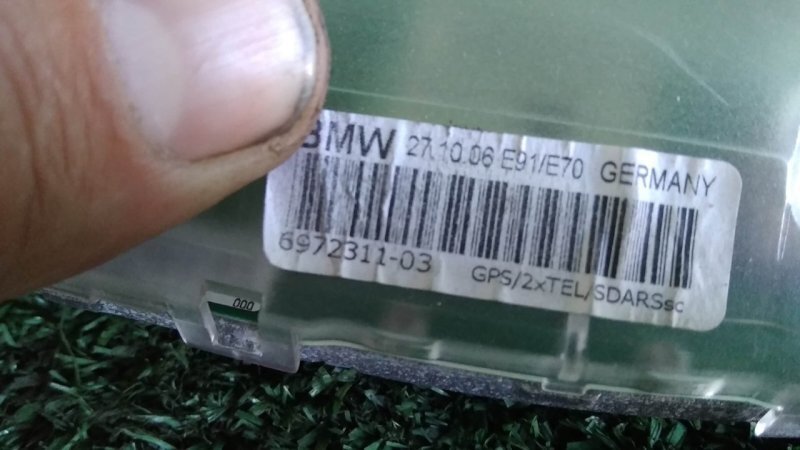 BMW 27.10.06 E91/E70 GERMANY
6972311-03 GPS/2xTEL/SDARSsc
000